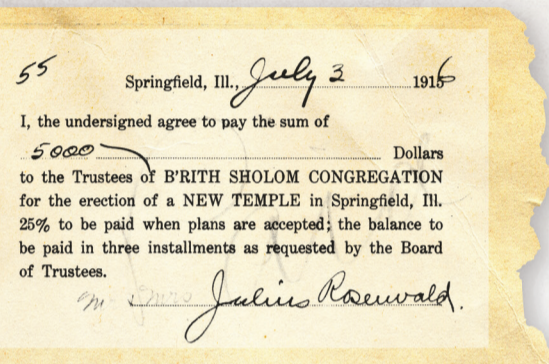 55
Springfield, Ill., July 3 1916
I, the undersigned agree to pay the sum of
5000 Dollars
to the Trustees of B'RITH SHOLOM CONGREGATION
for the erection of a NEW TEMPLE in Springfield, Ill.
25% to be paid when plans are accepted; the balance to
be paid in three installments as requested by the Board
of Trustees.
Julius Rosenwald.